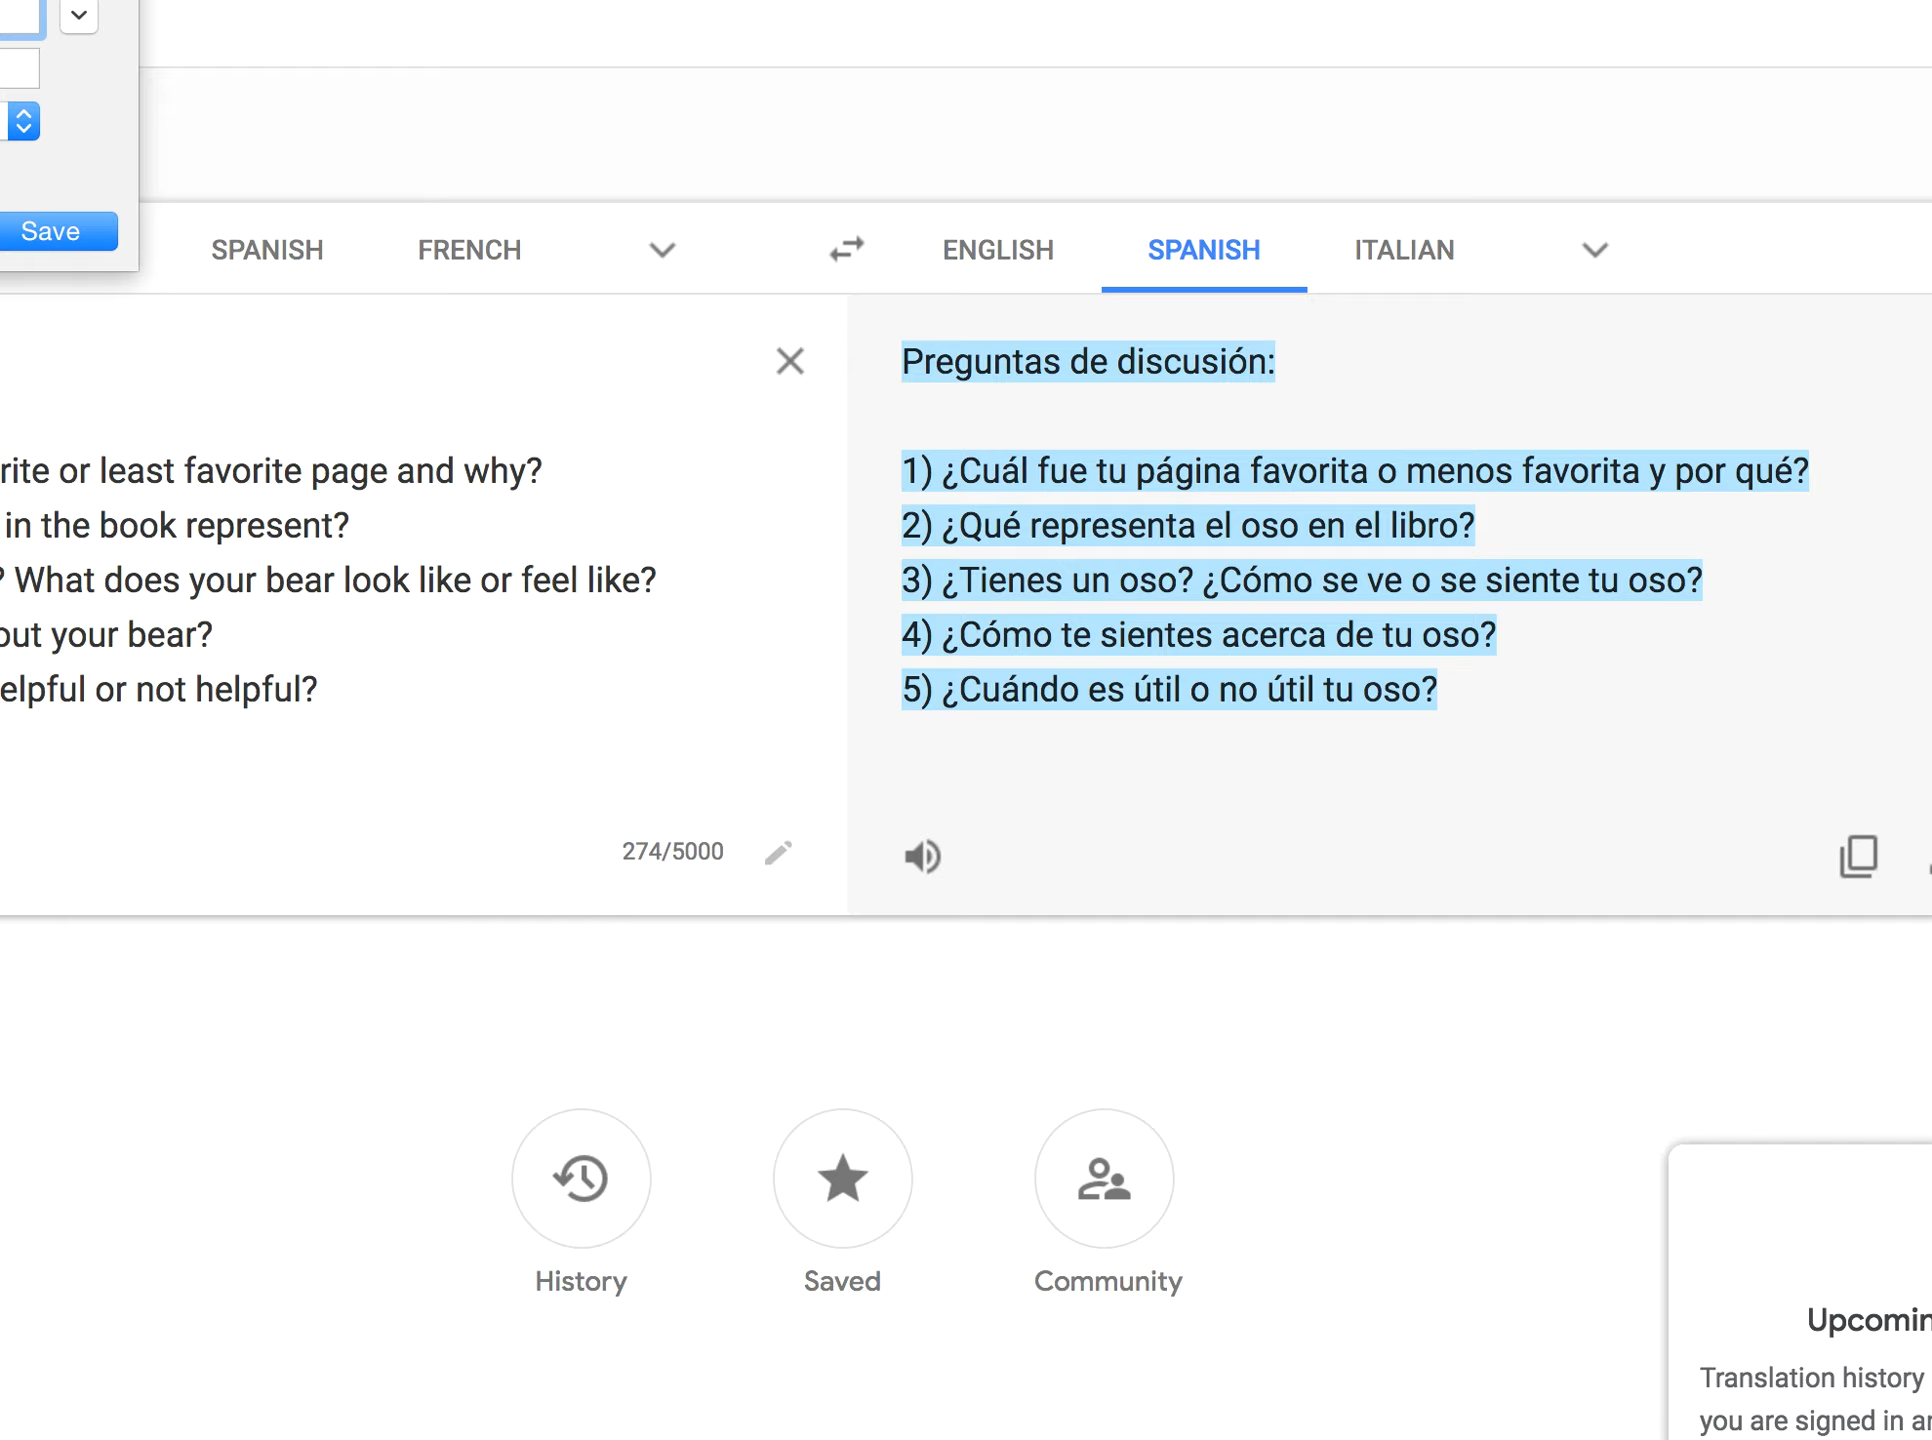 Save
SPANISH FRENCH
ENGLISH SPANISH ITALIAN
rite or least favorite page and why?
in the book represent?
? What does your bear look like or feel like?
out your bear?
elpful or not helpful?
274/5000
Preguntas de discusión:
1) ¿Cuál fue tu página favorita o menos favorita y por qué?
2) ¿Qué representa el oso en el libro?
3) ¿Tienes un oso? ¿Cómo se ve o se siente tu oso?
4) ¿Cómo te sientes acerca de tu oso?
5) ¿Cuándo es útil o no útil tu oso?
History Saved Community
Upcomin
Translation history
you are signed in an